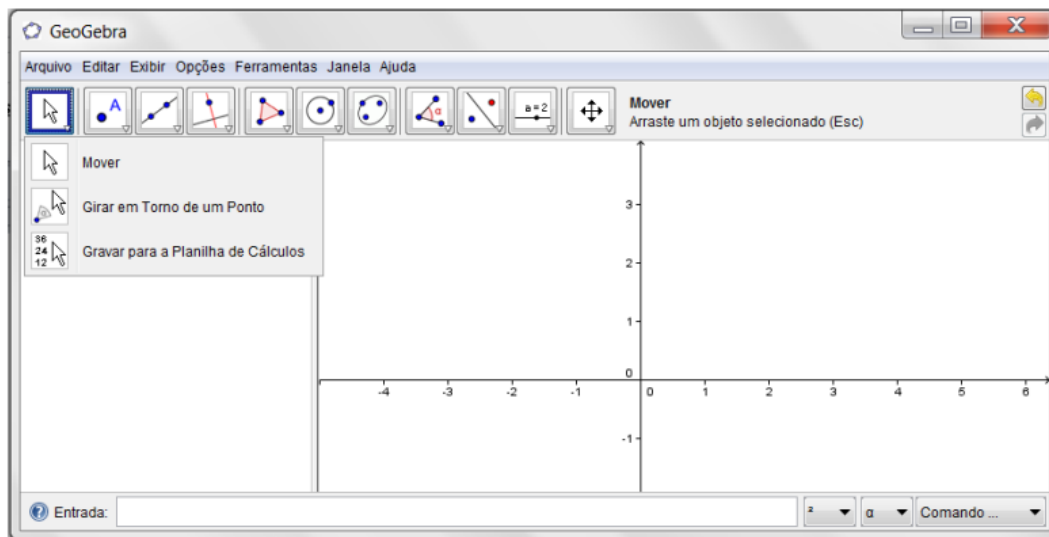 GeoGebra
Arquivo Editar Exibir Opções Ferramentas Janela Ajuda
A
α
a = 2
Mover
Arraste um objeto selecionado (Esc)
Mover
Girar em Torno de um Ponto
36
24
12
Gravar para a Planilha de Cálculos
3
2
1
0
-4 -3 -2 -1 0 1 2 3 4 5 6
-1
Entrada: ² α Comando ...